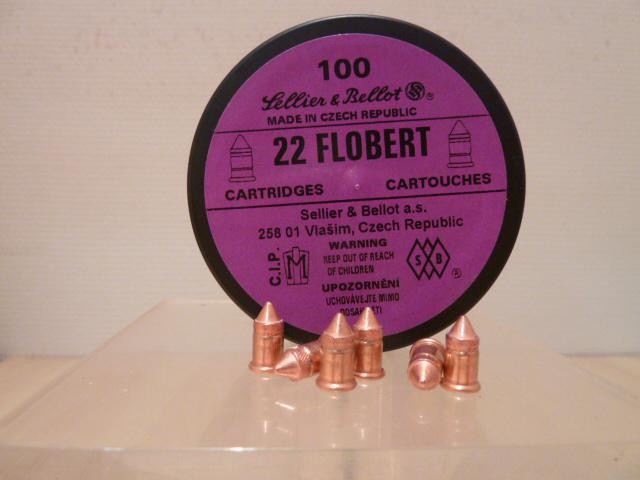 100
Sellier & Bellot SB ®
MADE IN CZECH REPUBLIC
22 FLOBERT
CARTRIDGES CARTOUCHES
Sellier & Bellot a.s.
258 01 Vlašim, Czech Republic
C.I.P. M
WARNING
KEEP OUT OF REACH
OF CHILDREN
S B ®
UPOZORNĚNÍ
UCHOVÁVEJTE MIMO